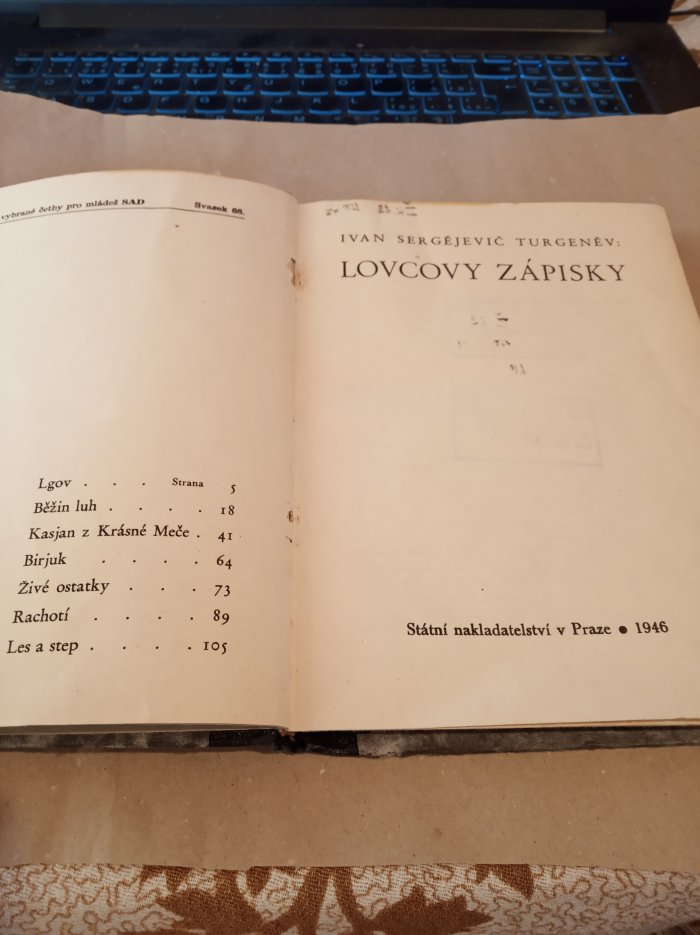 vybrané četby pro mládež SAD Svazek 68.
Lgov . . . Strana 5
Běžin luh . . . . 18
Kasjan z Krásné Meče . 41
Birjuk . . . . 64
Živé ostatky . . . 73
Rachotí . . . . 89
Les a step . . . . 105
IVAN SERGĚJEVIČ TURGENĚV:
LOVCOVY ZÁPISKY
Státní nakladatelství v Praze ● 1946